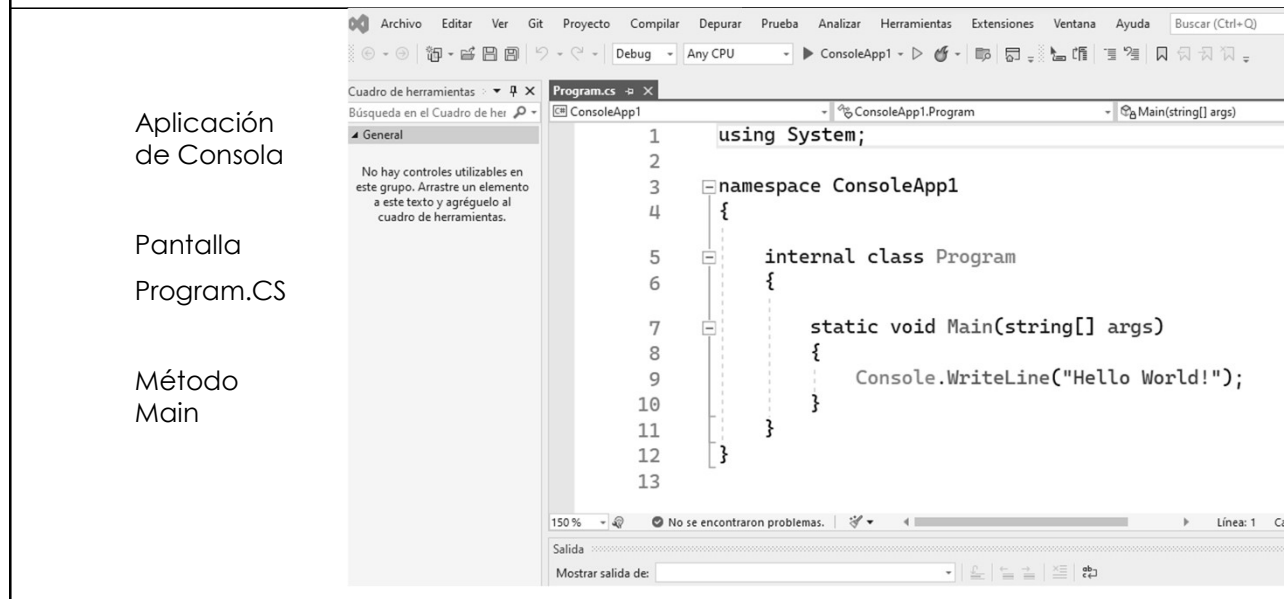 Aplicación
de Consola
Pantalla
Program.CS
Método
Main
Archivo Editar Ver Git Proyecto Compilar Depurar Prueba Analizar Herramientas Extensiones Ventana Ayuda Buscar (Ctrl+Q)
Debug Any CPU ConsoleApp1
Cuadro de herramientas
Búsqueda en el Cuadro de her
General
No hay controles utilizables en
este grupo. Arrastre un elemento
a este texto y agréguelo al
cuadro de herramientas.
Program.cs
C# ConsoleApp1 ConsoleApp1.Program Main(string[] args)
1 using System;
2
3 namespace ConsoleApp1
4 {
5 internal class Program
6 {
7 static void Main(string[] args)
8 {
9 Console.WriteLine("Hello World!");
10 }
11 }
12 }
13
150 % No se encontraron problemas. Línea: 1 Ca
Salida
Mostrar salida de: